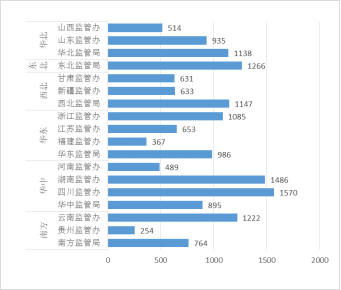 华北
山西监管办 514
山东监管办 935
华北监管局 1138
东北
东北监管局 1266
西北
甘肃监管办 631
新疆监管办 633
西北监管局 1147
华东
浙江监管办 1085
江苏监管办 653
福建监管办 367
华东监管局 986
华中
河南监管办 489
湖南监管办 1486
四川监管办 1570
华中监管局 895
南方
云南监管办 1222
贵州监管办 254
南方监管局 764
0 500 1000 1500 2000